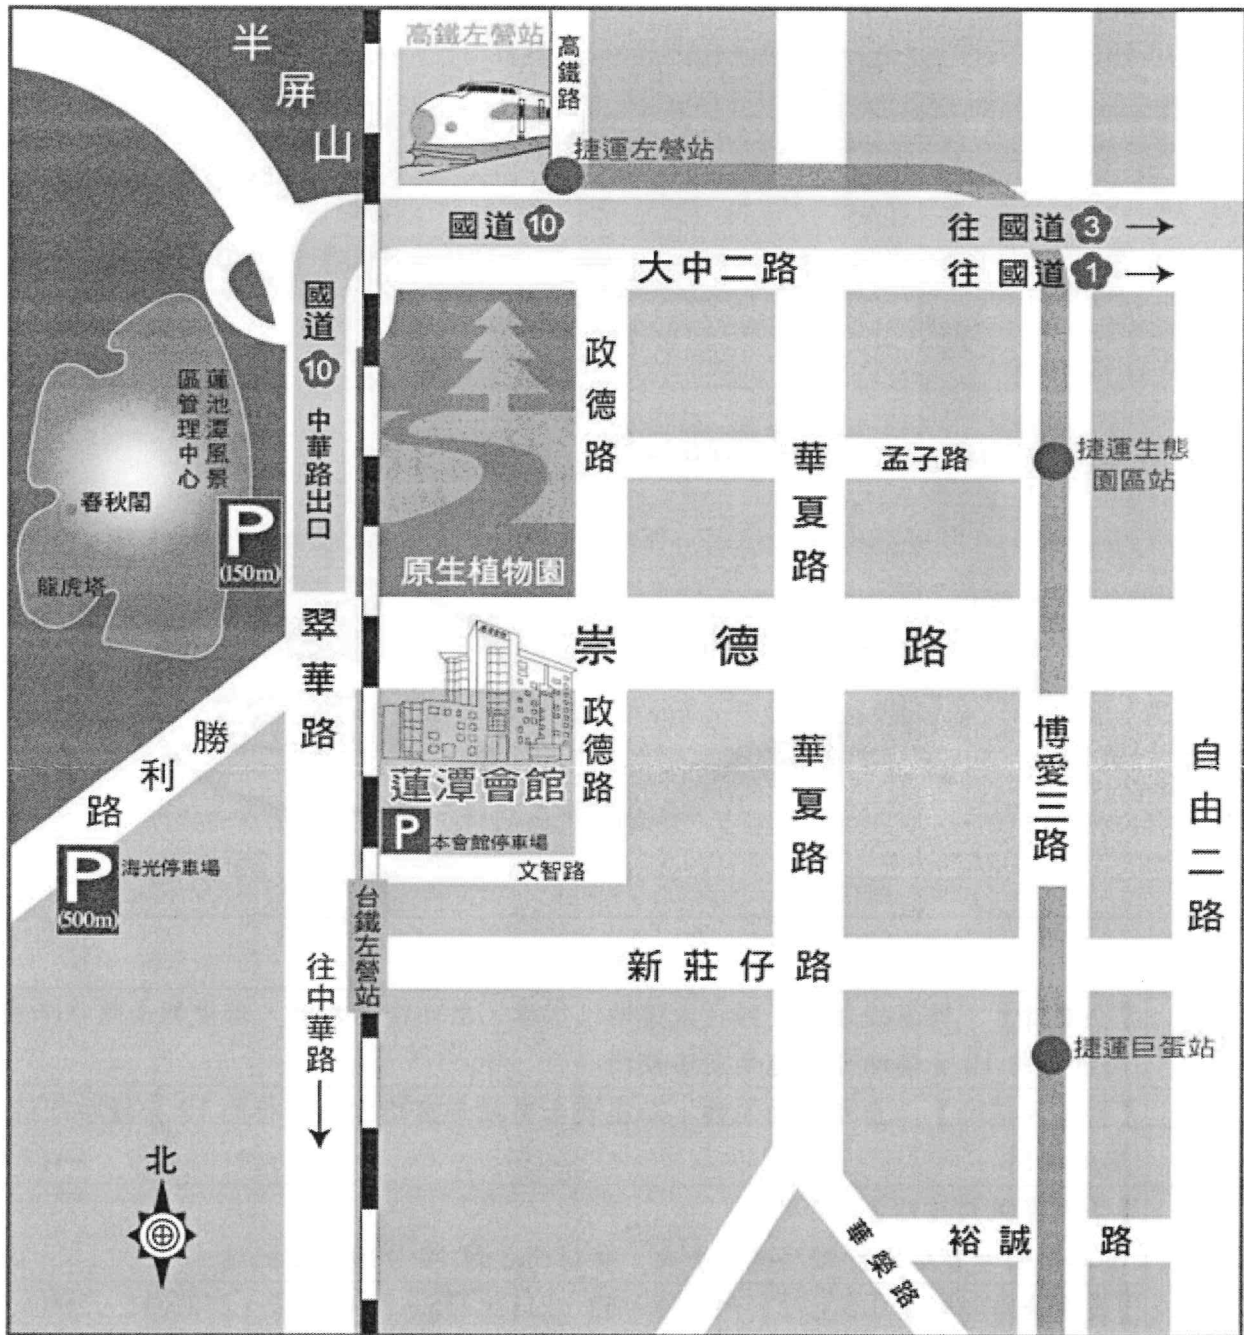 半屏山
高鐵左營站
高鐵路
捷運左營站
國道 10
往 國道 3 →
大中二路
往 國道 1 →
國道 10 中華路出口
政德路
華夏路
孟子路
捷運生態
園區站
蓮池潭風景
區管理中心
春秋閣
龍虎塔
P
(150m)
原生植物園
翠華路
崇德路
勝利路
政德路
華夏路
博愛三路
自由二路
蓮潭會館
P 本會館停車場
文智路
P
(500m)
海光停車場
台鐵左營站
新莊仔路
往中華路
捷運巨蛋站
北
華榮路
裕誠路